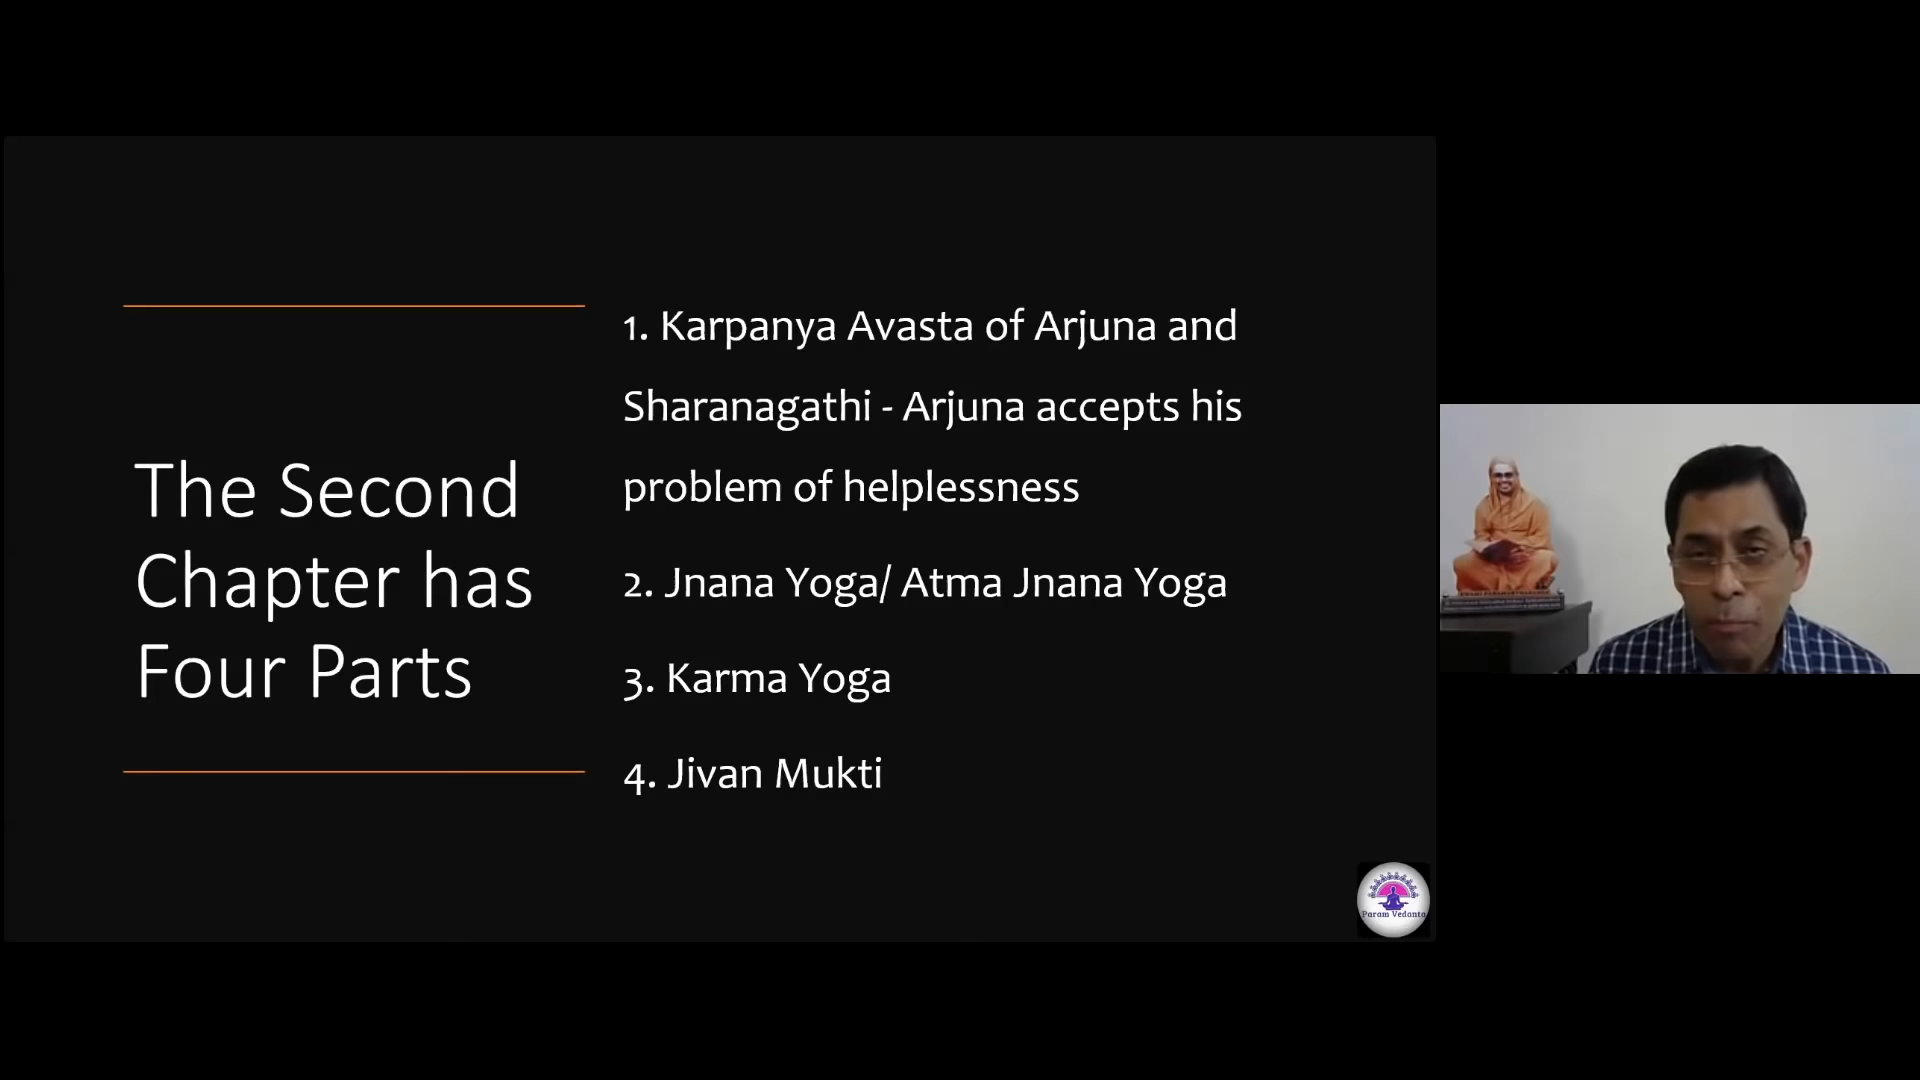 The Second
Chapter has
Four Parts
1. Karpanya Avasta of Arjuna and
Sharanagathi - Arjuna accepts his
problem of helplessness
2. Jnana Yoga/ Atma Jnana Yoga
3. Karma Yoga
4. Jivan Mukti
Param Vedanta